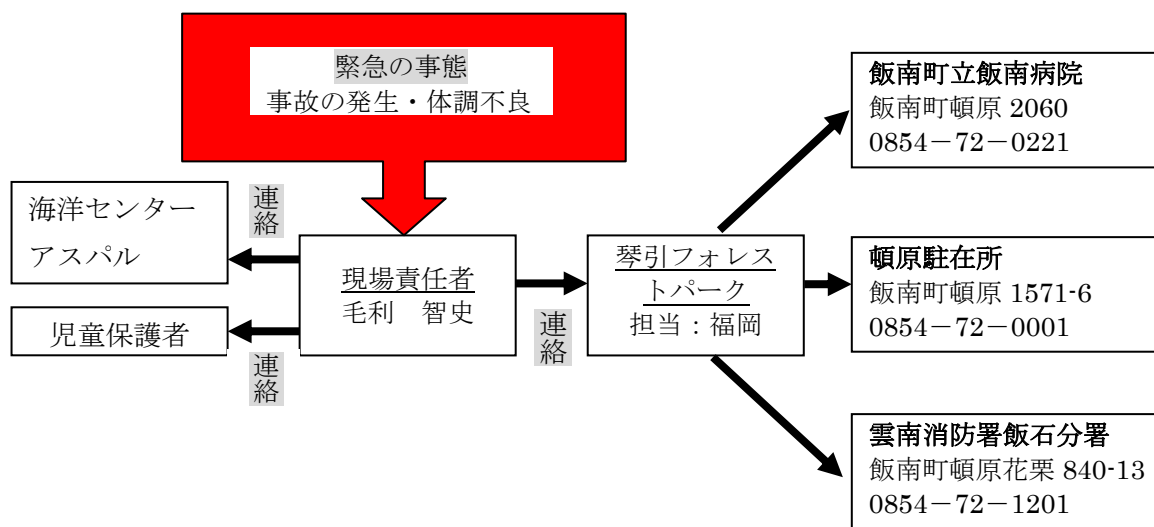 緊急の事態
事故の発生・体調不良
海洋センター
アスパル
児童保護者
連絡
連絡
現場責任者
毛利　智史
連絡
琴引フォレス
トパーク
担当：福岡
飯南町立飯南病院
飯南町頓原 2060
0854－72－0221
頓原駐在所
飯南町頓原 1571-6
0854－72－0001
雲南消防署飯石分署
飯南町頓原花栗 840-13
0854－72－1201